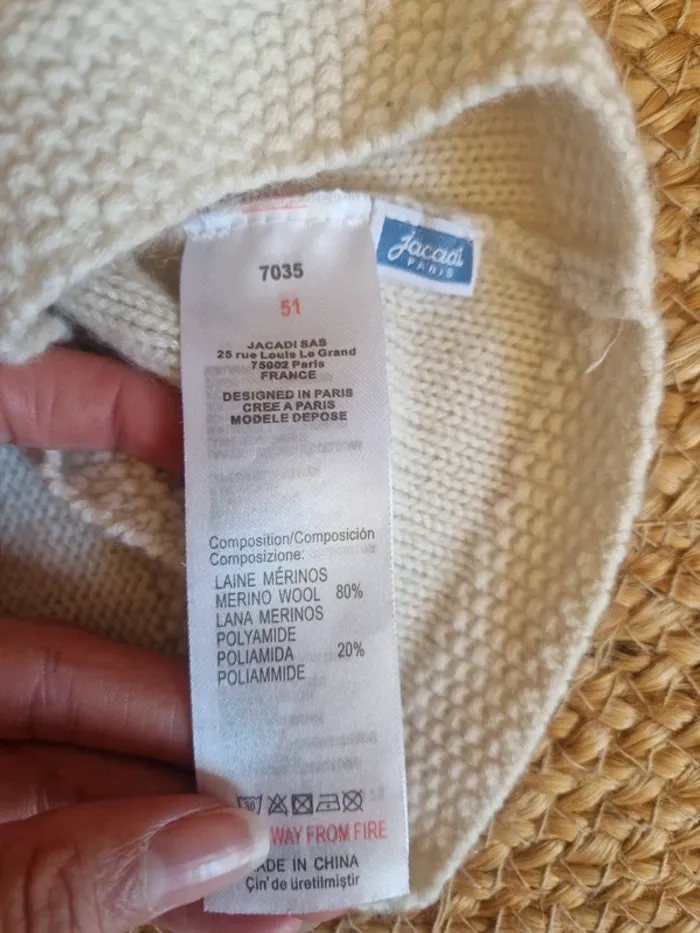 Jacadi
PARIS
7035
51
JACADI SAS
25 rue Louis Le Grand
75002 Paris
FRANCE
DESIGNED IN PARIS
CREE A PARIS
MODELE DEPOSE
Composition/Composición
Composizione:
LAINE MÉRINOS
MERINO WOOL 80%
LANA MERINOS
POLYAMIDE
POLIAMIDA 20%
POLIAMMIDE
WAY FROM FIRE
MADE IN CHINA
Çin'de üretilmiştir